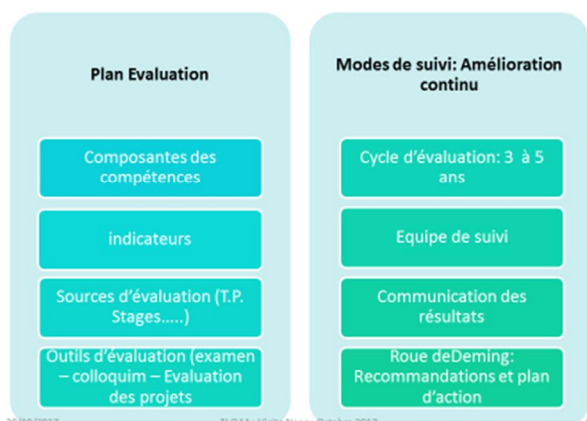 Plan Evaluation
Composantes des
compétences
indicateurs
Sources d'évaluation (T.P.
Stages.....)
Outils d'évaluation (examen
– colloquim – Evaluation
des projets
Modes de suivi: Amélioration
continu
Cycle d'évaluation: 3 à 5
ans
Equipe de suivi
Communication des
résultats
Roue deDeming:
Recommandations et plan
d'action